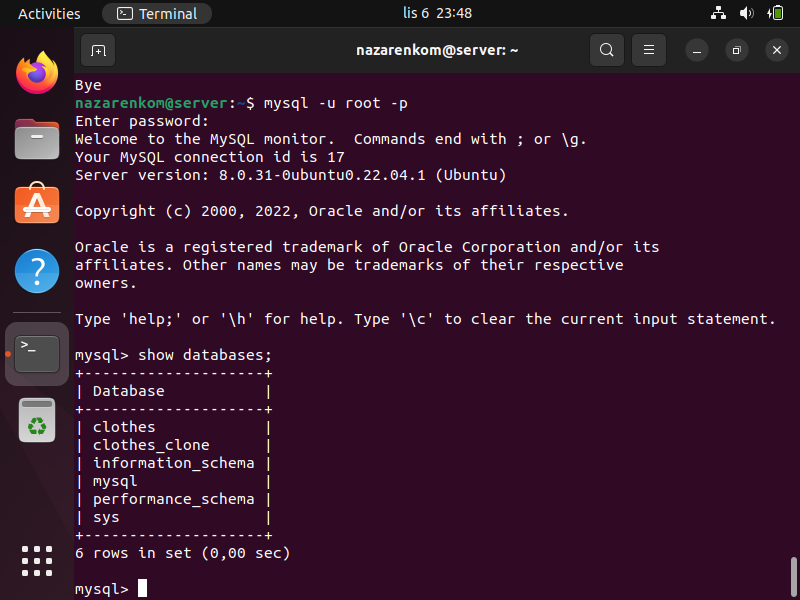 Activities Terminal lis 6 23:48
nazarenkom@server: ~
Bye
nazarenkom@server:~$ mysql -u root -p
Enter password:
Welcome to the MySQL monitor.  Commands end with ; or \g.
Your MySQL connection id is 17
Server version: 8.0.31-0ubuntu0.22.04.1 (Ubuntu)

Copyright (c) 2000, 2022, Oracle and/or its affiliates.

Oracle is a registered trademark of Oracle Corporation and/or its
affiliates. Other names may be trademarks of their respective
owners.

Type 'help;' or '\h' for help. Type '\c' to clear the current input statement.

mysql> show databases;
+--------------------+
| Database           |
+--------------------+
| clothes            |
| clothes_clone      |
| information_schema |
| mysql              |
| performance_schema |
| sys                |
+--------------------+
6 rows in set (0,00 sec)

mysql>